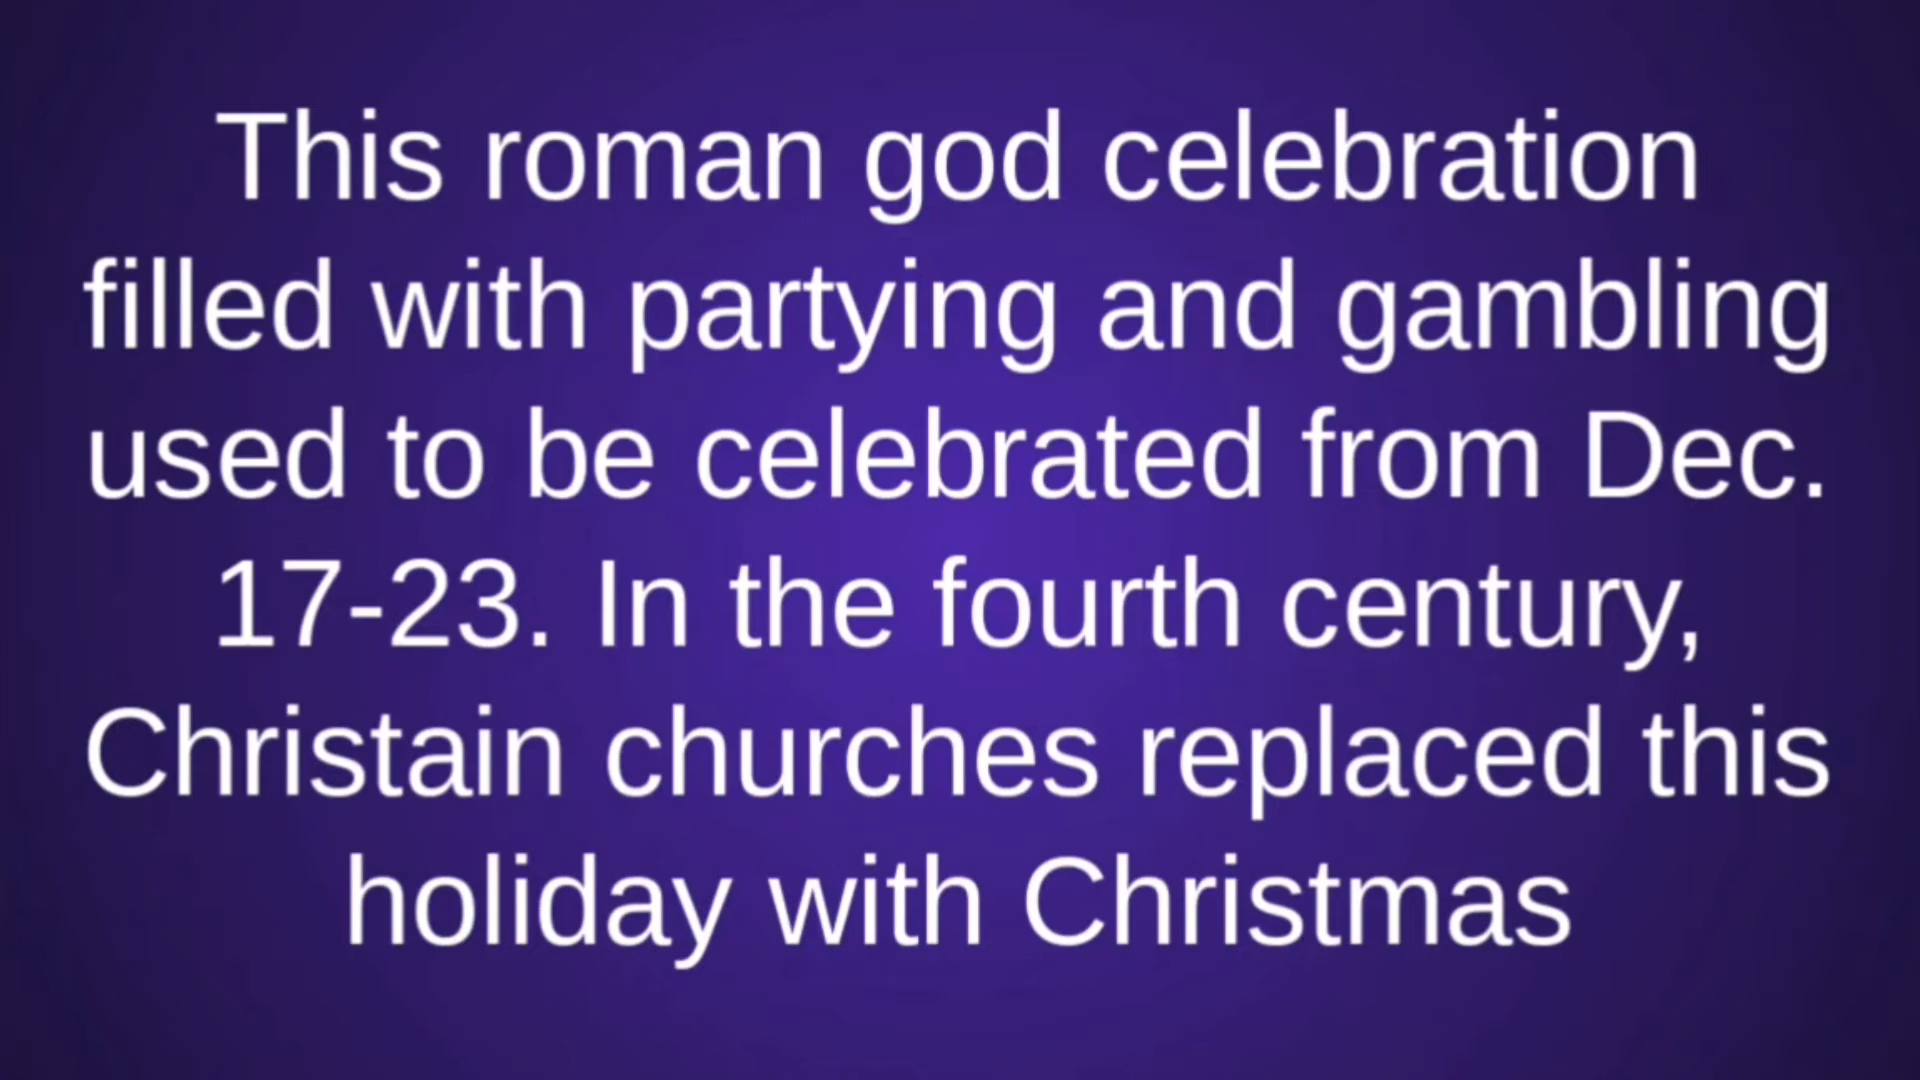 This roman god celebration
filled with partying and gambling
used to be celebrated from Dec.
17-23. In the fourth century,
Christain churches replaced this
holiday with Christmas